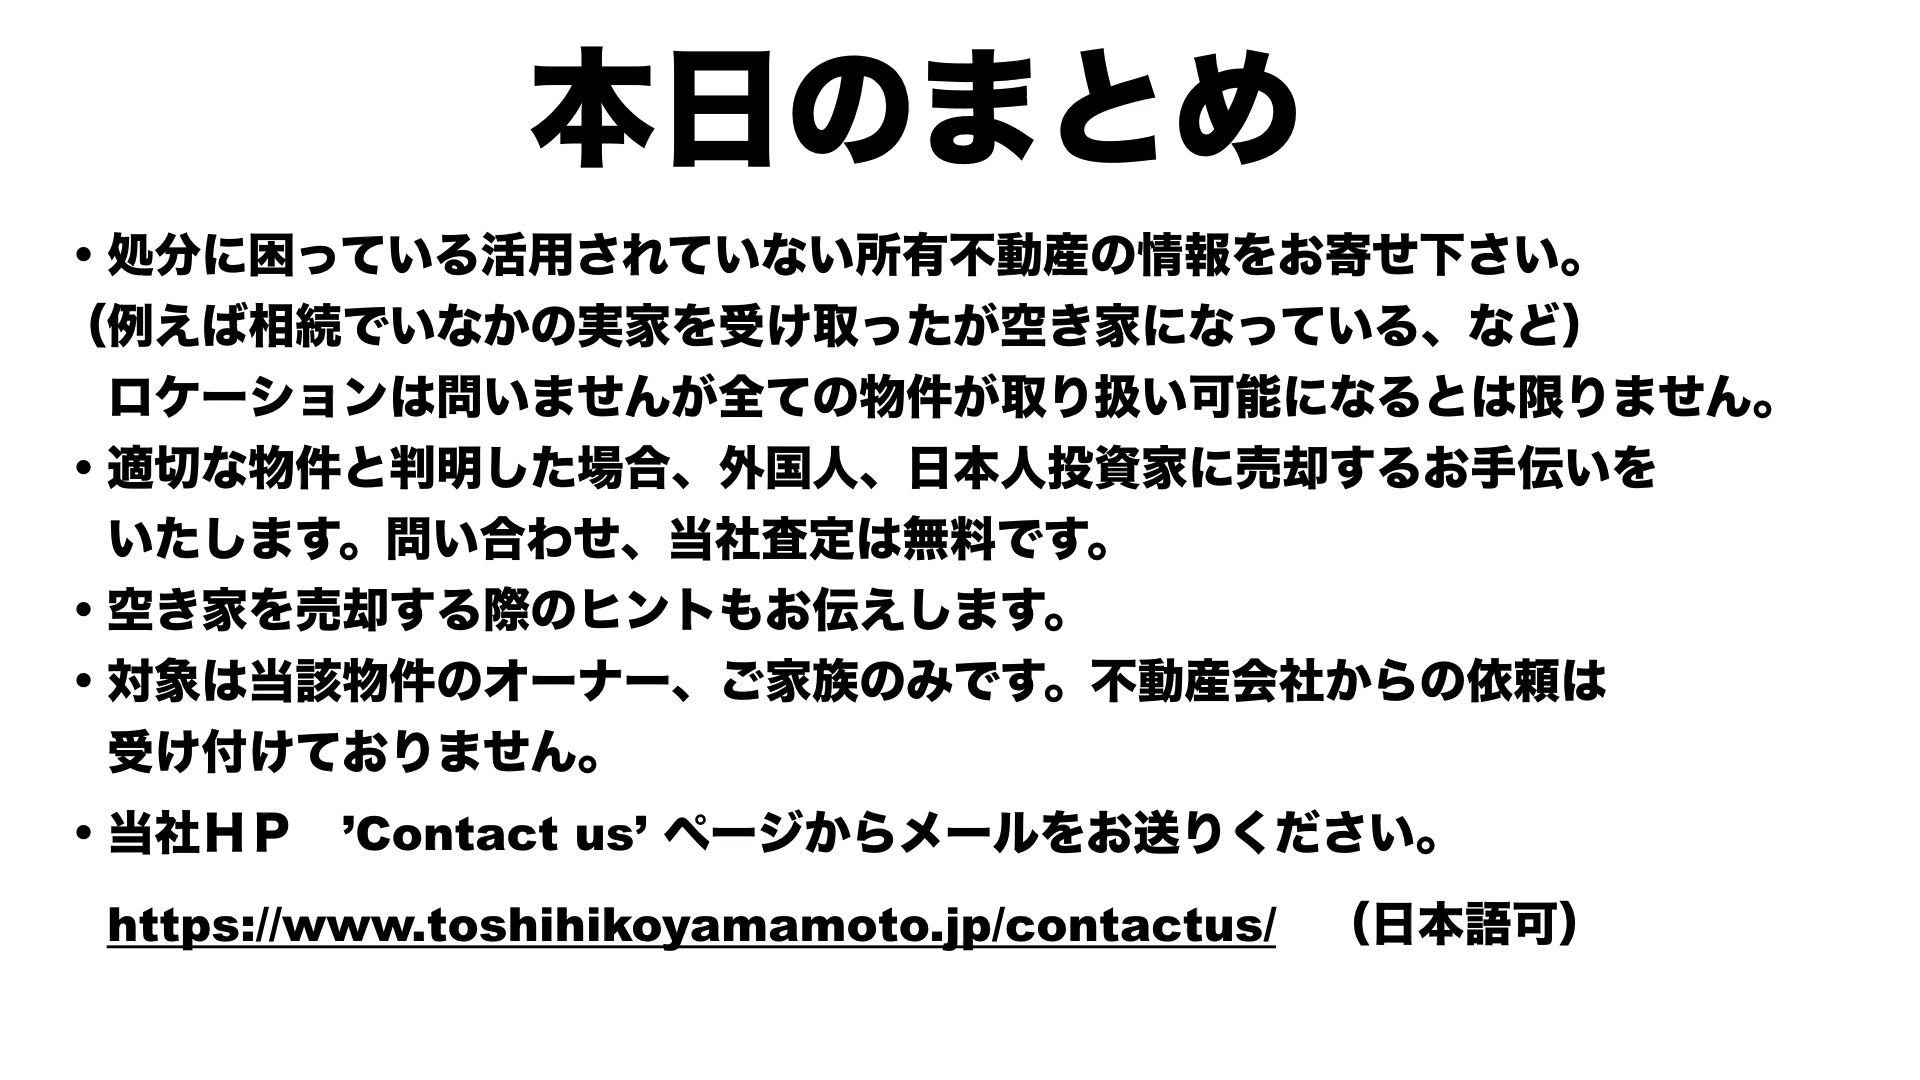 本日のまとめ
・処分に困っている活用されていない所有不動産の情報をお寄せ下さい。
（例えば相続でいなかの実家を受け取ったが空き家になっている、など）
ロケーションは問いませんが全ての物件が取り扱い可能になるとは限りません。
・適切な物件と判明した場合、外国人、日本人投資家に売却するお手伝いを
いたします。問い合わせ、当社査定は無料です。
・空き家を売却する際のヒントもお伝えします。
・対象は当該物件のオーナー、ご家族のみです。不動産会社からの依頼は
受け付けておりません。
・当社ＨＰ　’Contact us’ ページからメールをお送りください。
https://www.toshihikoyamamoto.jp/contactus/　（日本語可）